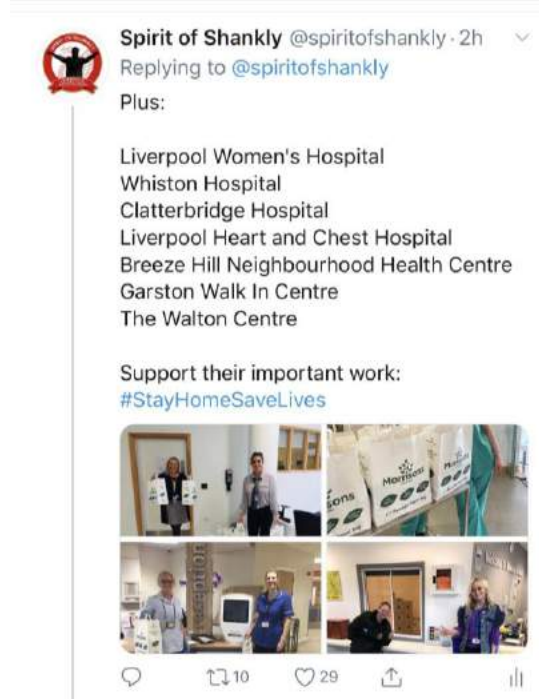 Spirit of Shankly @spiritofshankly · 2h
Replying to @spiritofshankly
Plus:
Liverpool Women's Hospital
Whiston Hospital
Clatterbridge Hospital
Liverpool Heart and Chest Hospital
Breeze Hill Neighbourhood Health Centre
Garston Walk In Centre
The Walton Centre
Support their important work:
#StayHomeSaveLives
Morrisons
reception
10
29